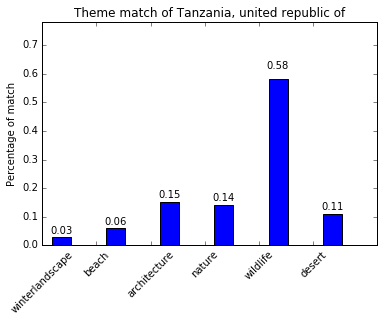 Theme match of Tanzania, united republic of
Percentage of match
0.7
0.6
0.5
0.4
0.3
0.2
0.1
0.0
0.03
0.06
0.15
0.14
0.58
0.11
winterlandscape
beach
architecture
nature
wildlife
desert